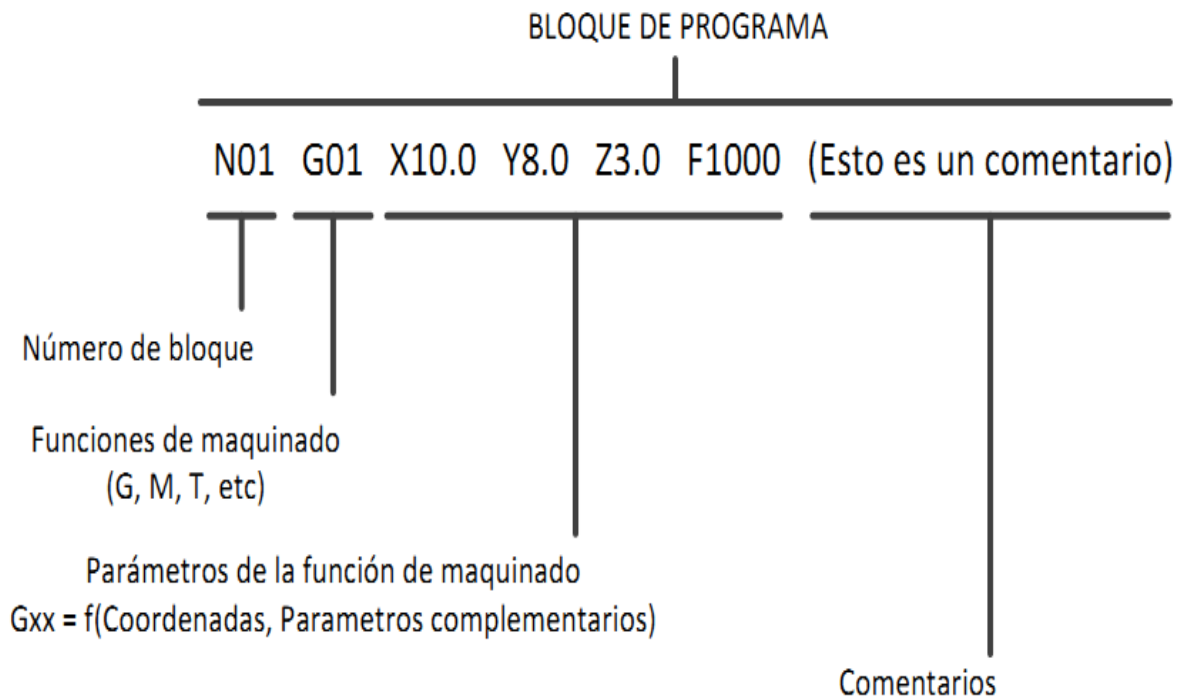 BLOQUE DE PROGRAMA
N01 G01 X10.0 Y8.0 Z3.0 F1000 (Esto es un comentario)
Número de bloque
Funciones de maquinado
(G, M, T, etc)
Parámetros de la función de maquinado
Gxx = f(Coordenadas, Parametros complementarios)
Comentarios